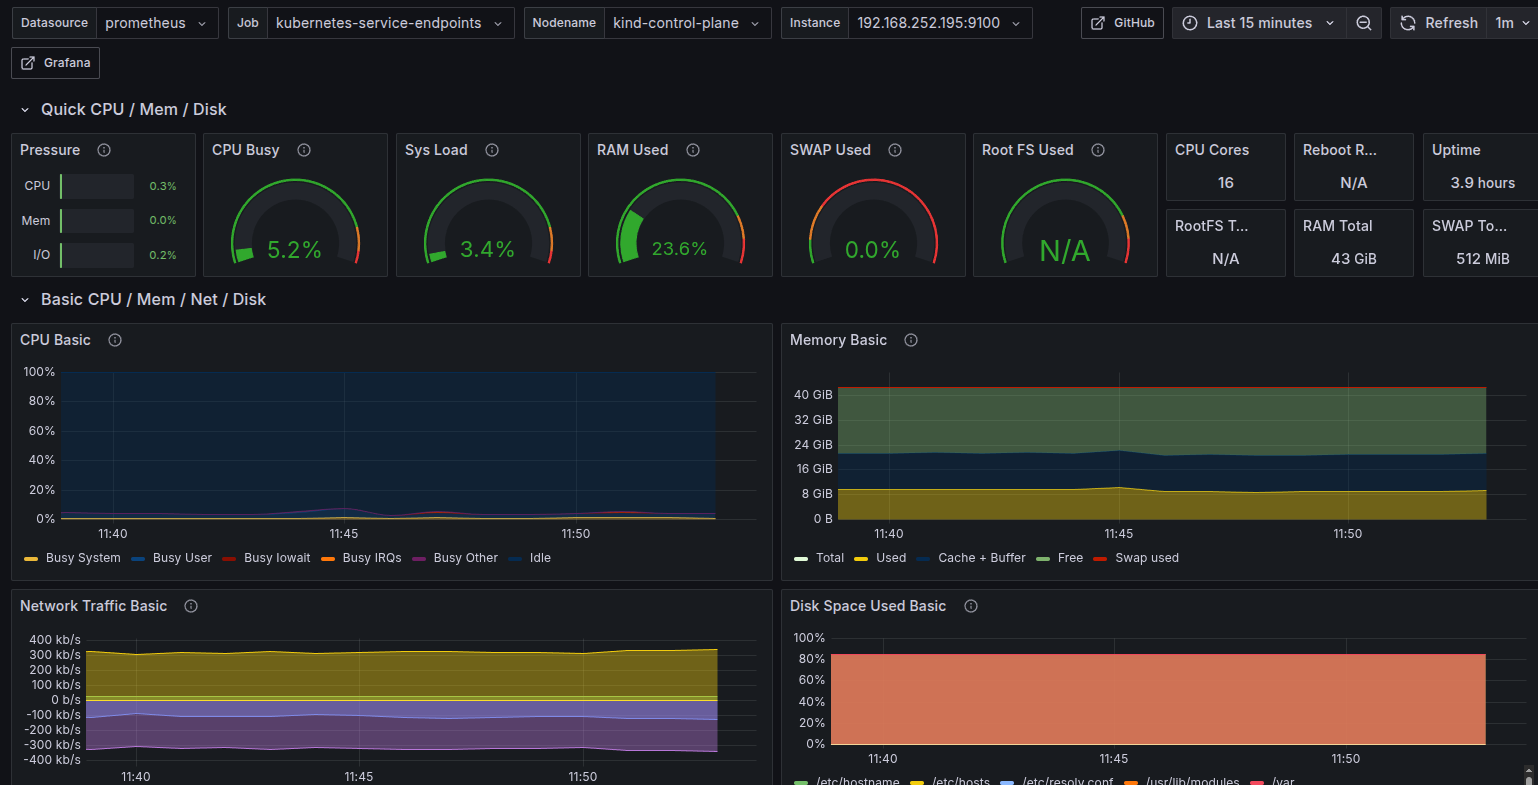 Datasource prometheus Job kubernetes-service-endpoints Nodename kind-control-plane Instance 192.168.252.195:9100 GitHub Last 15 minutes Refresh 1m
Grafana
Quick CPU / Mem / Disk
Pressure
CPU 0.3%
Mem 0.0%
I/O 0.2%
CPU Busy
5.2%
Sys Load
3.4%
RAM Used
23.6%
SWAP Used
0.0%
Root FS Used
N/A
CPU Cores
16
Reboot R...
N/A
Uptime
3.9 hours
RootFS T...
N/A
RAM Total
43 GiB
SWAP To...
512 MiB
Basic CPU / Mem / Net / Disk
CPU Basic
100%
80%
60%
40%
20%
0%
11:40 11:45 11:50
Busy System Busy User Busy Iowait Busy IRQs Busy Other Idle
Memory Basic
40 GiB
32 GiB
24 GiB
16 GiB
8 GiB
0 B
11:40 11:45 11:50
Total Used Cache + Buffer Free Swap used
Network Traffic Basic
400 kb/s
300 kb/s
200 kb/s
100 kb/s
0 b/s
-100 kb/s
-200 kb/s
-300 kb/s
-400 kb/s
11:40 11:45 11:50
Disk Space Used Basic
100%
80%
60%
40%
20%
0%
11:40 11:45 11:50
/etc/hostname /etc/hosts /etc/resolv.conf /usr/lib/modules /var